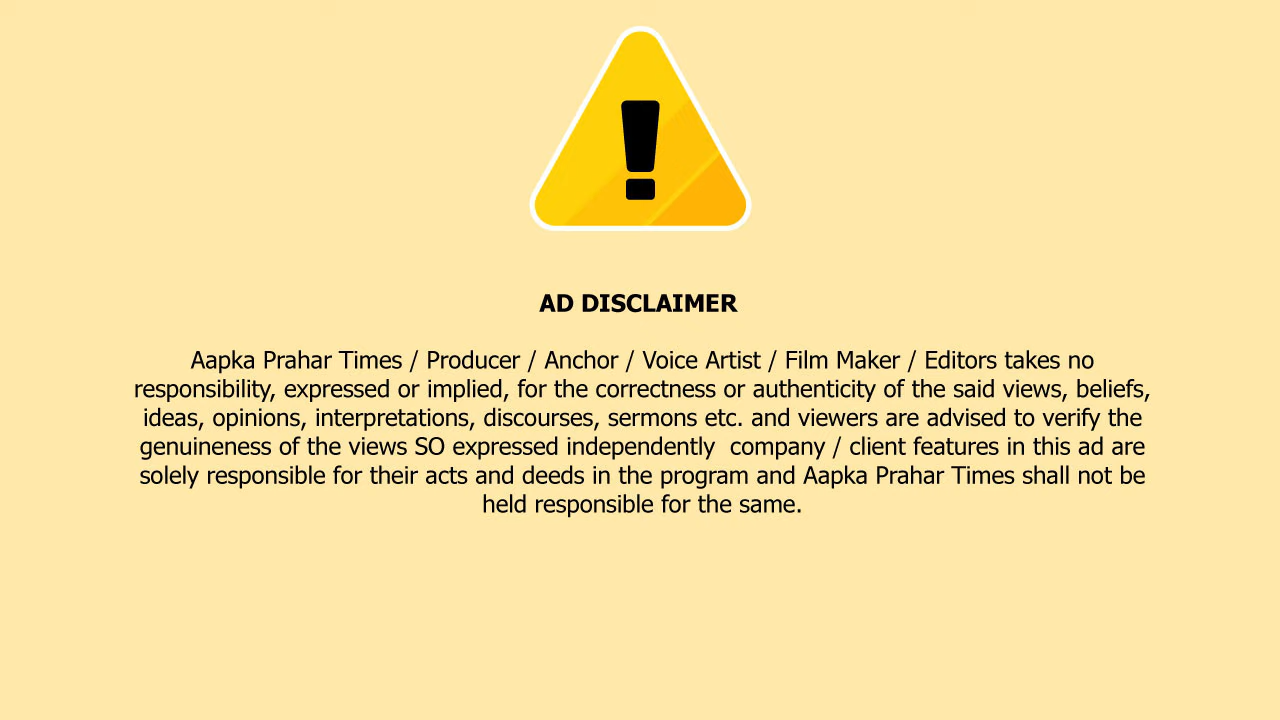 AD DISCLAIMER
Aapka Prahar Times / Producer / Anchor / Voice Artist / Film Maker / Editors takes no
responsibility, expressed or implied, for the correctness or authenticity of the said views, beliefs,
ideas, opinions, interpretations, discourses, sermons etc. and viewers are advised to verify the
genuineness of the views SO expressed independently  company / client features in this ad are
solely responsible for their acts and deeds in the program and Aapka Prahar Times shall not be
held responsible for the same.